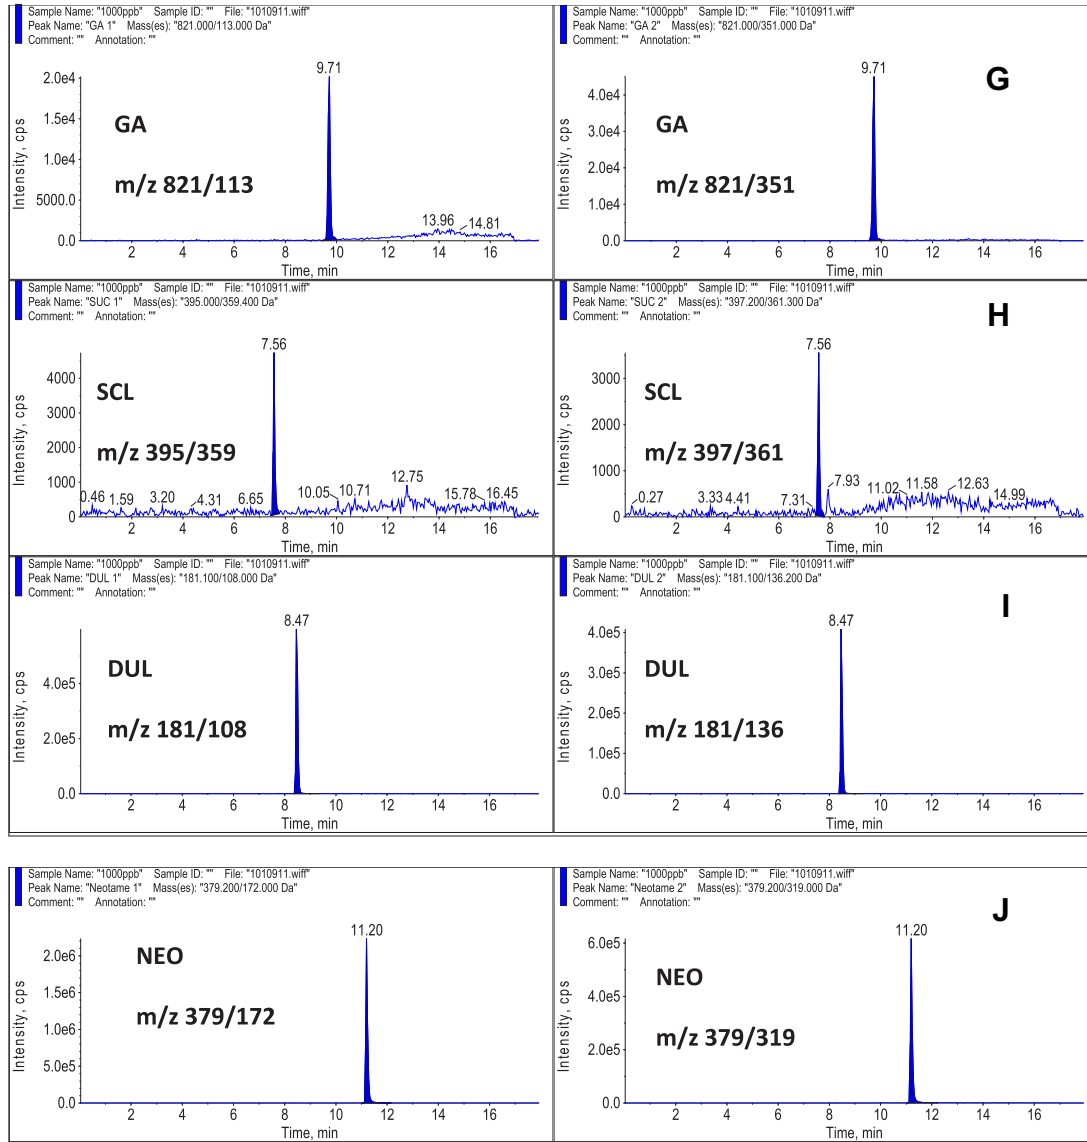 Sample Name: "1000ppb" Sample ID: "" File: "1010911.wiff"
Peak Name: "GA 1" Mass(es): "821.000/113.000 Da"
Comment: "" Annotation: ""
9.71
2.0e4
1.5e4
1.0e4
5000.0
0.0
Intensity, cps
GA
m/z 821/113
13.96
14.81
2 4 6 8 10 12 14 16
Time, min
Sample Name: "1000ppb" Sample ID: "" File: "1010911.wiff"
Peak Name: "GA 2" Mass(es): "821.000/351.000 Da"
Comment: "" Annotation: ""
G
9.71
4.0e4
3.0e4
2.0e4
1.0e4
0.0
Intensity, cps
GA
m/z 821/351
2 4 6 8 10 12 14 16
Time, min
Sample Name: "1000ppb" Sample ID: "" File: "1010911.wiff"
Peak Name: "SUC 1" Mass(es): "395.000/359.400 Da"
Comment: "" Annotation: ""
7.56
4000
3000
2000
1000
0
Intensity, cps
SCL
m/z 395/359
0.46 1.59 3.20 4.31 6.65 10.05 10.71 12.75 15.78 16.45
2 4 6 8 10 12 14 16
Time, min
Sample Name: "1000ppb" Sample ID: "" File: "1010911.wiff"
Peak Name: "SUC 2" Mass(es): "397.200/361.300 Da"
Comment: "" Annotation: ""
H
7.56
3000
2000
1000
0
Intensity, cps
SCL
m/z 397/361
0.27 3.33 4.41 7.31 7.93 11.02 11.58 12.63 14.99
2 4 6 8 10 12 14 16
Time, min
Sample Name: "1000ppb" Sample ID: "" File: "1010911.wiff"
Peak Name: "DUL 1" Mass(es): "181.100/108.000 Da"
Comment: "" Annotation: ""
8.47
4.0e5
2.0e5
0.0
Intensity, cps
DUL
m/z 181/108
2 4 6 8 10 12 14 16
Time, min
Sample Name: "1000ppb" Sample ID: "" File: "1010911.wiff"
Peak Name: "DUL 2" Mass(es): "181.100/136.200 Da"
Comment: "" Annotation: ""
I
8.47
4.0e5
3.0e5
2.0e5
1.0e5
0.0
Intensity, cps
DUL
m/z 181/136
2 4 6 8 10 12 14 16
Time, min
Sample Name: "1000ppb" Sample ID: "" File: "1010911.wiff"
Peak Name: "Neotame 1" Mass(es): "379.200/172.000 Da"
Comment: "" Annotation: ""
11.20
2.0e6
1.5e6
1.0e6
5.0e5
0.0
Intensity, cps
NEO
m/z 379/172
2 4 6 8 10 12 14 16
Time, min
Sample Name: "1000ppb" Sample ID: "" File: "1010911.wiff"
Peak Name: "Neotame 2" Mass(es): "379.200/319.000 Da"
Comment: "" Annotation: ""
J
11.20
6.0e5
4.0e5
2.0e5
0.0
Intensity, cps
NEO
m/z 379/319
2 4 6 8 10 12 14 16
Time, min